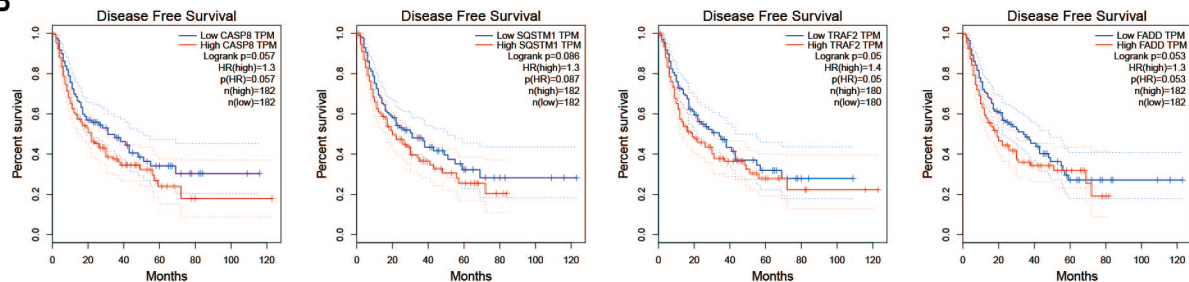 Disease Free Survival
Low CASP8 TPM
High CASP8 TPM
Logrank p=0.057
HR(high)=1.3
p(HR)=0.057
n(high)=182
n(low)=182
Percent survival
0.0 0.2 0.4 0.6 0.8 1.0
0 20 40 60 80 100 120
Months
Disease Free Survival
Low SQSTM1 TPM
High SQSTM1 TPM
Logrank p=0.086
HR(high)=1.3
p(HR)=0.087
n(high)=182
n(low)=182
Percent survival
0.0 0.2 0.4 0.6 0.8 1.0
0 20 40 60 80 100 120
Months
Disease Free Survival
Low TRAF2 TPM
High TRAF2 TPM
Logrank p=0.05
HR(high)=1.4
p(HR)=0.05
n(high)=180
n(low)=180
Percent survival
0.0 0.2 0.4 0.6 0.8 1.0
0 20 40 60 80 100 120
Months
Disease Free Survival
Low FADD TPM
High FADD TPM
Logrank p=0.053
HR(high)=1.3
p(HR)=0.053
n(high)=182
n(low)=182
Percent survival
0.0 0.2 0.4 0.6 0.8 1.0
0 20 40 60 80 100 120
Months